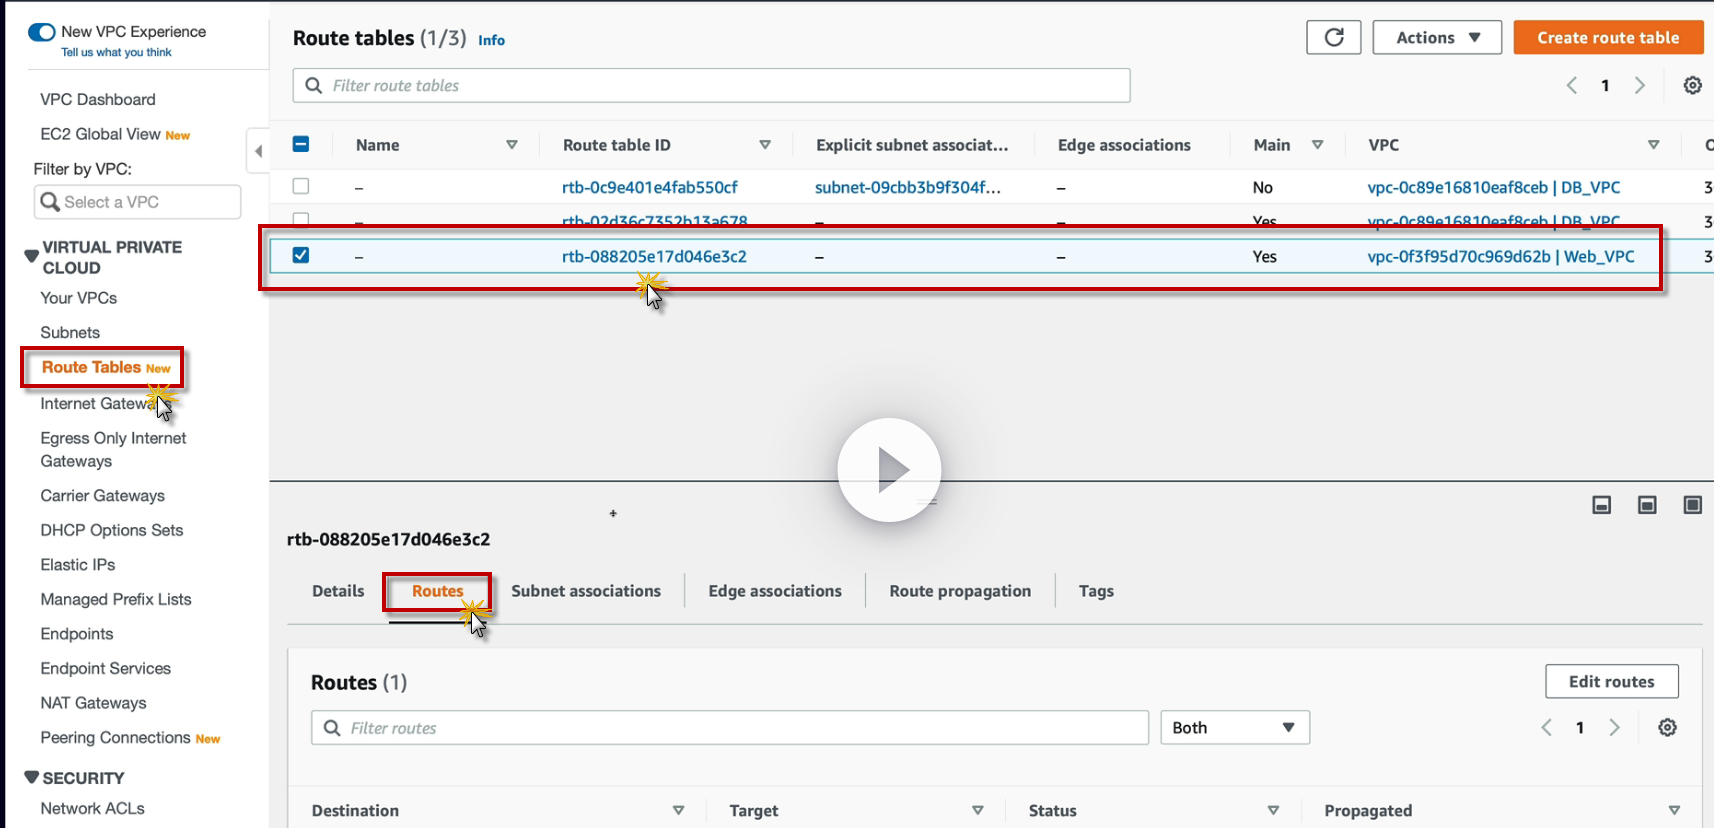 New VPC Experience
Tell us what you think
VPC Dashboard
EC2 Global View New
Filter by VPC:
Select a VPC
VIRTUAL PRIVATE
CLOUD
Your VPCs
Subnets
Route Tables New
Internet Gateways
Egress Only Internet
Gateways
Carrier Gateways
DHCP Options Sets
Elastic IPs
Managed Prefix Lists
Endpoints
Endpoint Services
NAT Gateways
Peering Connections New
SECURITY
Network ACLs
Route tables (1/3) Info
Actions
Create route table
Filter route tables
1
Name Route table ID Explicit subnet associat... Edge associations Main VPC
– rtb-0c9e401e4fab550cf subnet-09cbb3b9f304f... – No vpc-0c89e16810eaf8ceb | DB_VPC 3
– rtb-02d36c7352b13a678 – – Yes vpc-0c89e16810eaf8ceb | DB_VPC 3
– rtb-088205e17d046e3c2 – – Yes vpc-0f3f95d70c969d62b | Web_VPC 3
rtb-088205e17d046e3c2
Details Routes Subnet associations Edge associations Route propagation Tags
Routes (1)
Edit routes
Filter routes
Both
1
Destination Target Status Propagated